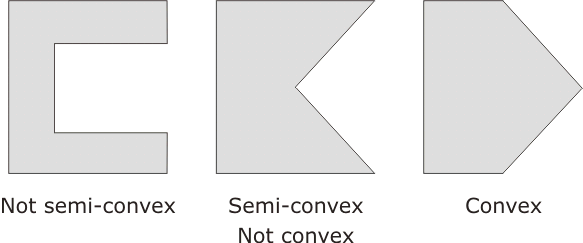 Not semi-convex
Semi-convex
Not convex
Convex